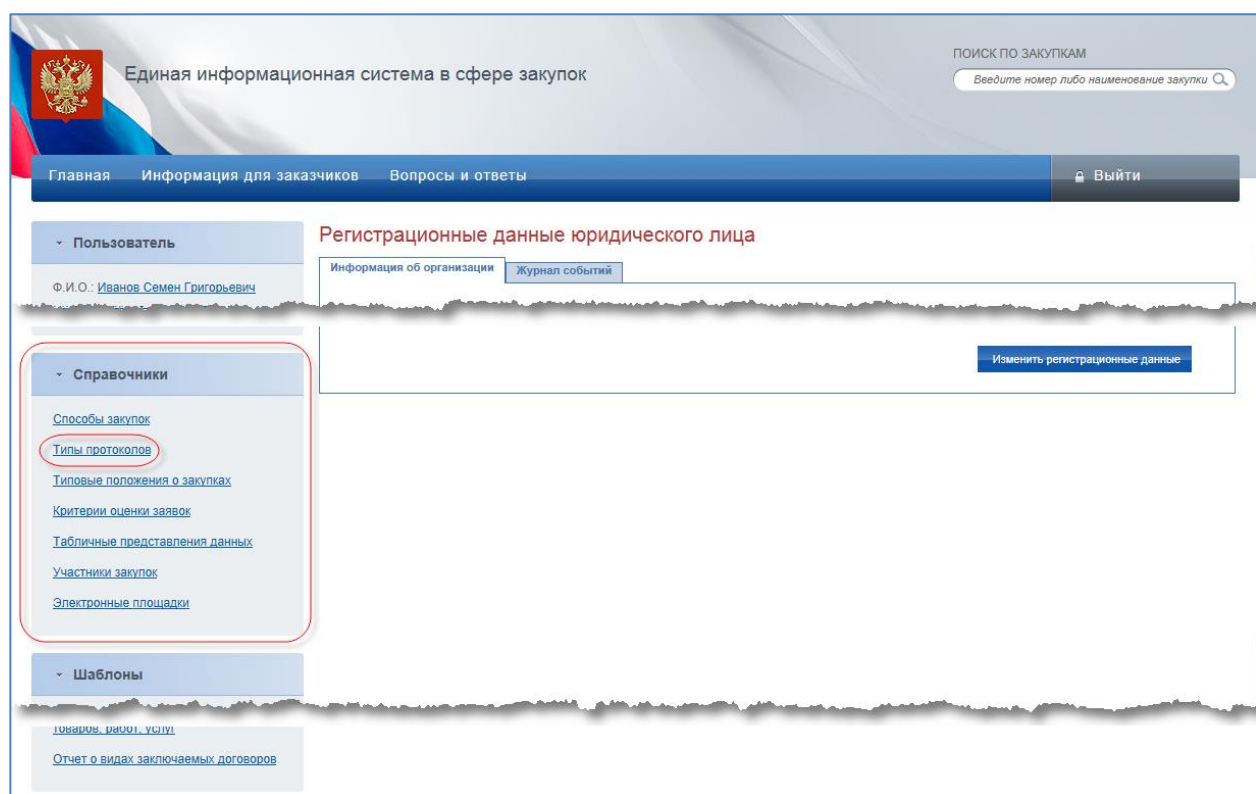 Единая информационная система в сфере закупок
ПОИСК ПО ЗАКУПКАМ
Введите номер либо наименование закупки
Главная Информация для заказчиков Вопросы и ответы Выйти
Пользователь
Ф.И.О.: Иванов Семен Григорьевич
Регистрационные данные юридического лица
Информация об организации Журнал событий
Изменить регистрационные данные
Справочники
Способы закупок
Типы протоколов
Типовые положения о закупках
Критерии оценки заявок
Табличные представления данных
Участники закупок
Электронные площадки
Шаблоны
товаров, работ, услуг
Отчет о видах заключаемых договоров